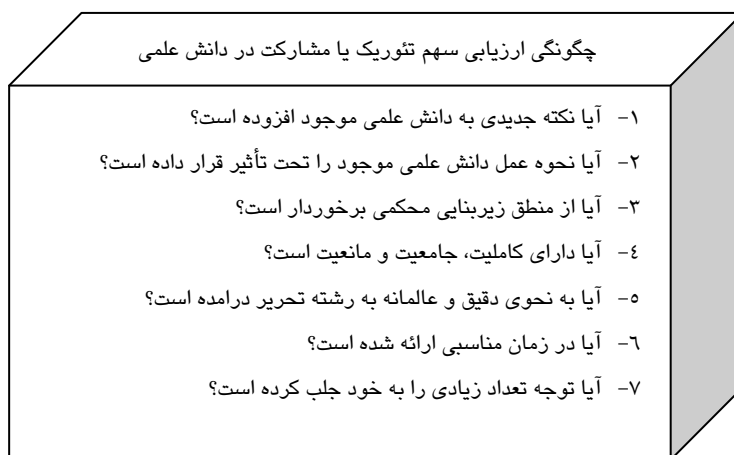 چگونگی ارزیابی سهم تئوریک یا مشارکت در دانش علمی
۱- آیا نکته جدیدی به دانش علمی موجود افزوده است؟
۲- آیا نحوه عمل دانش علمی موجود را تحت تأثیر قرار داده است؟
۳- آیا از منطق زیربنایی محکمی برخوردار است؟
٤- آیا دارای کاملیت، جامعیت و مانعیت است؟
٥- آیا به نحوی دقیق و عالمانه به رشته تحریر درامده است؟
٦- آیا در زمان مناسبی ارائه شده است؟
۷- آیا توجه تعداد زیادی را به خود جلب کرده است؟